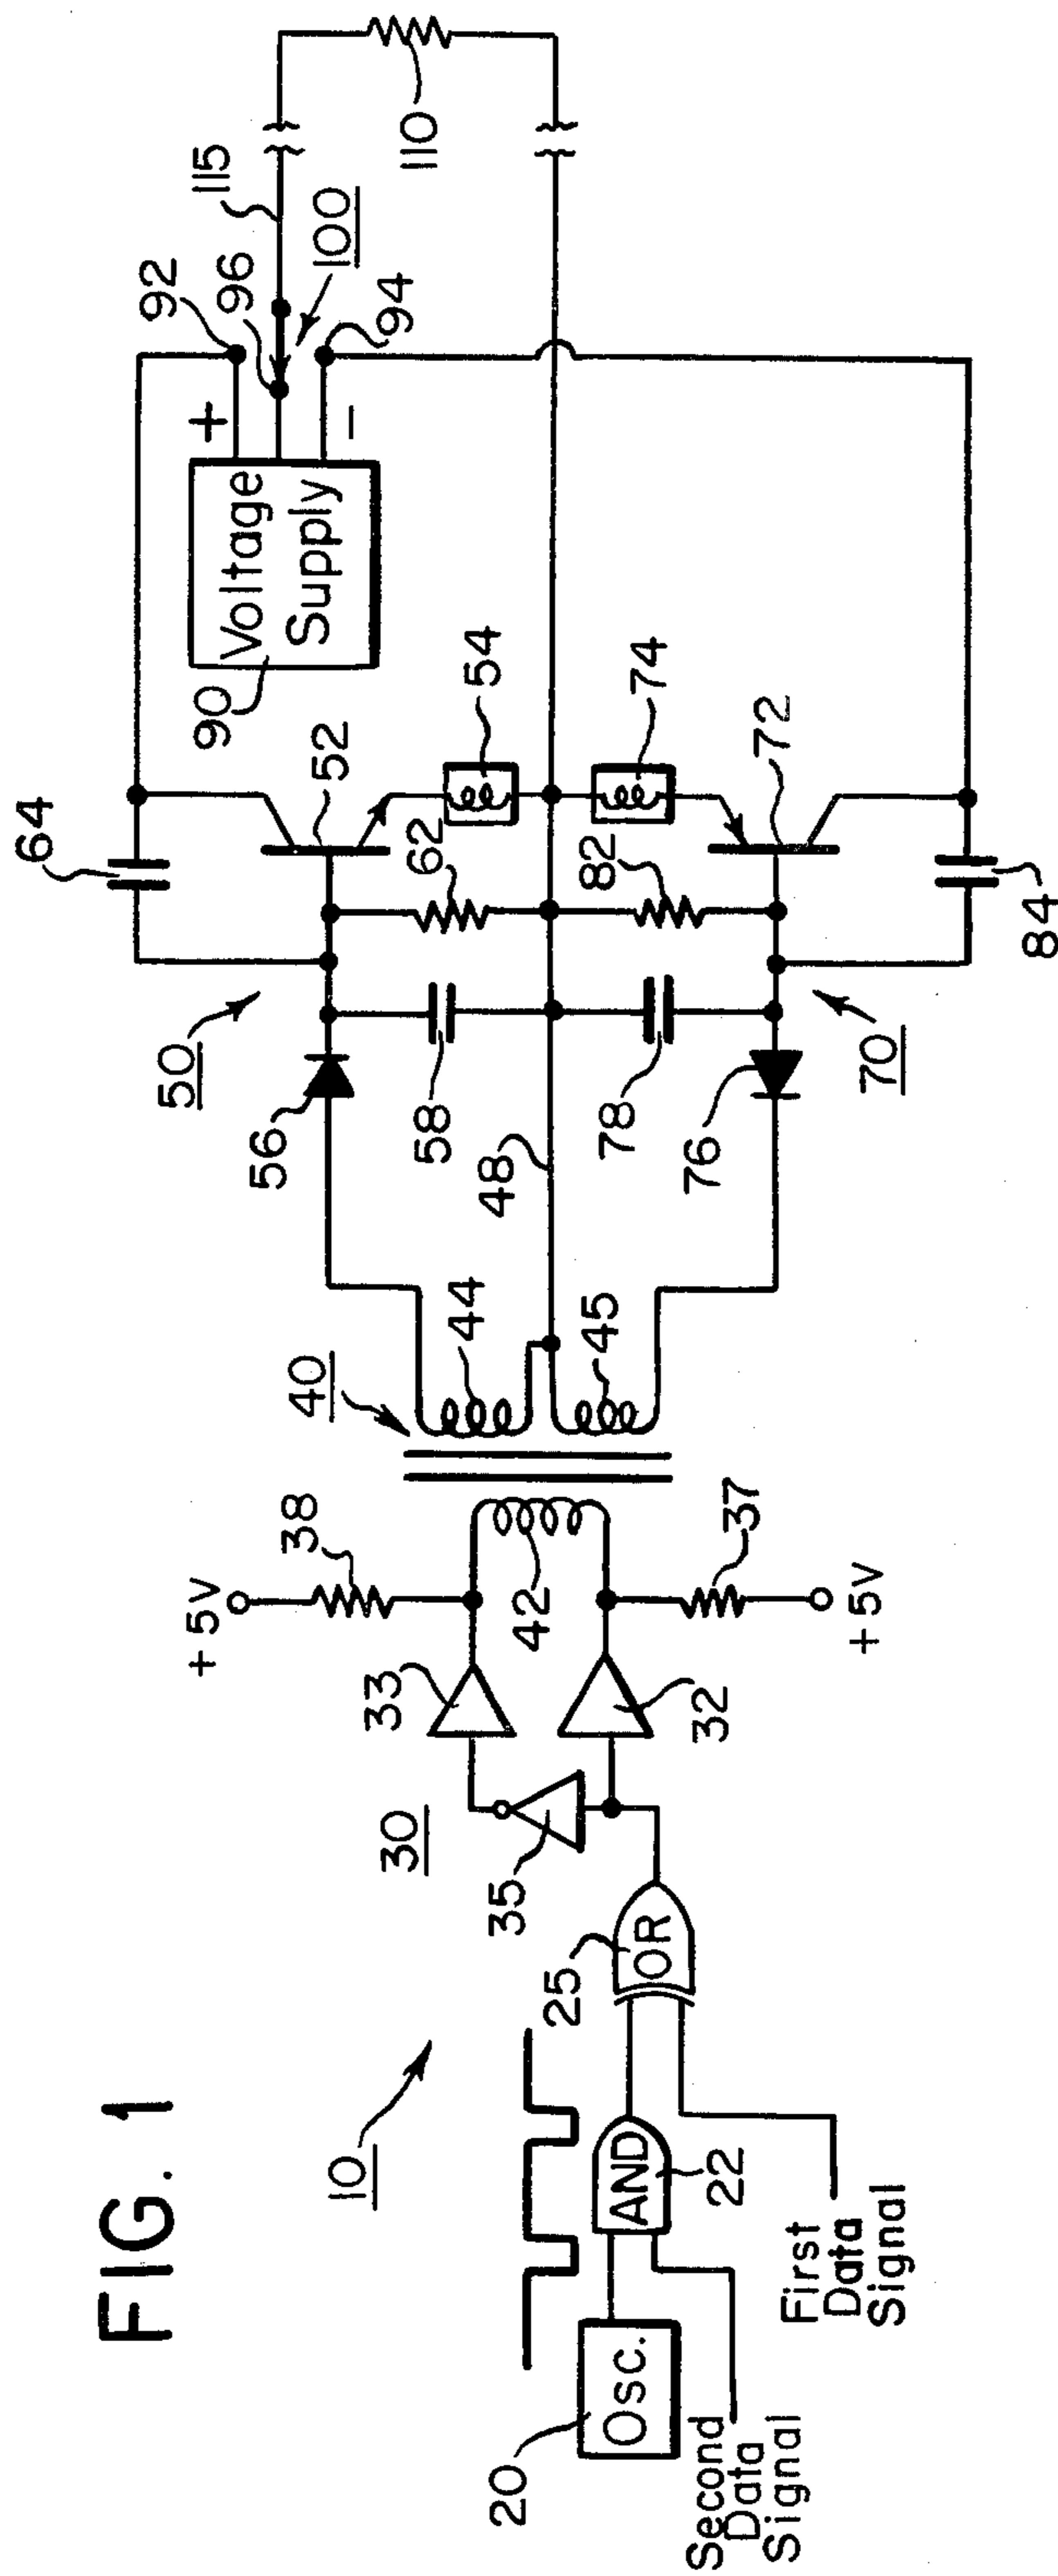 FIG. 1
10
20
Osc.
Second
Data
Signal
AND
22
First
Data
Signal
25
OR
30
35
33
32
+5V
38
42
37
+5V
40
44
45
48
50
56
58
78
76
70
64
52
62
54
82
74
72
84
90
Voltage
Supply
+
-
92
96
94
100
115
110